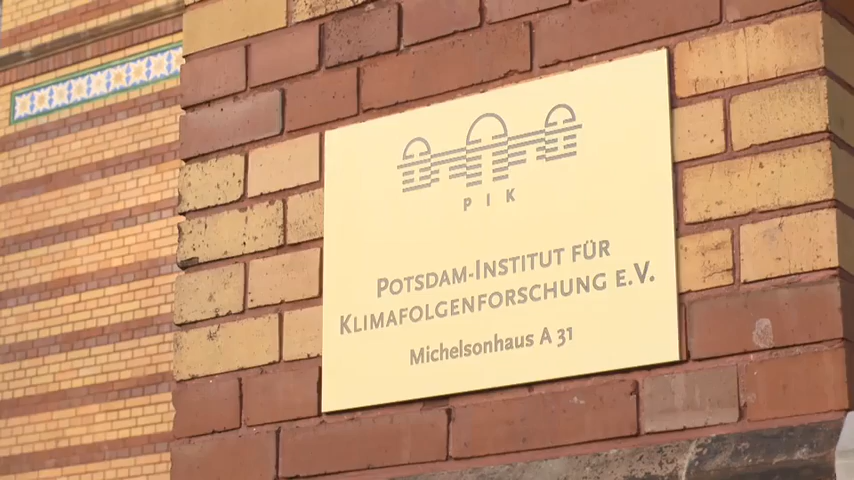 PIK
POTSDAM-INSTITUT FÜR
KLIMAFOLGENFORSCHUNG E.V.
Michelsonhaus A 31